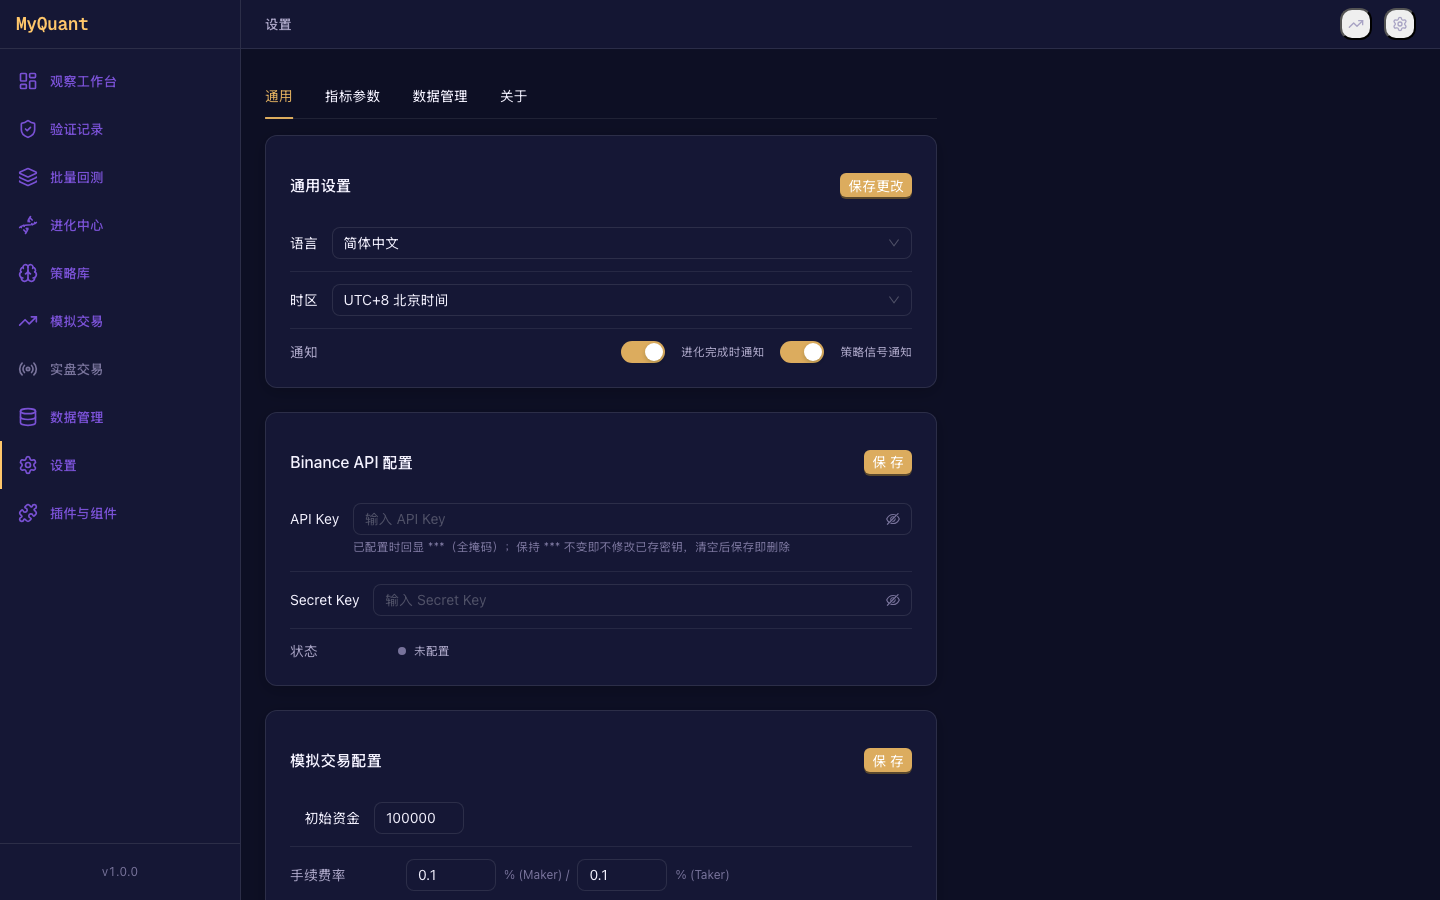 MyQuant
设置
观察工作台
验证记录
批量回测
进化中心
策略库
模拟交易
实盘交易
数据管理
设置
插件与组件
v1.0.0
通用 指标参数 数据管理 关于
通用设置 保存更改
语言 简体中文
时区 UTC+8 北京时间
通知 进化完成时通知 策略信号通知
Binance API 配置 保 存
API Key 输入 API Key
已配置时回显 ***（全掩码）；保持 *** 不变即不修改已存密钥，清空后保存即删除
Secret Key 输入 Secret Key
状态 未配置
模拟交易配置 保 存
初始资金 100000
手续费率 0.1 % (Maker) / 0.1 % (Taker)